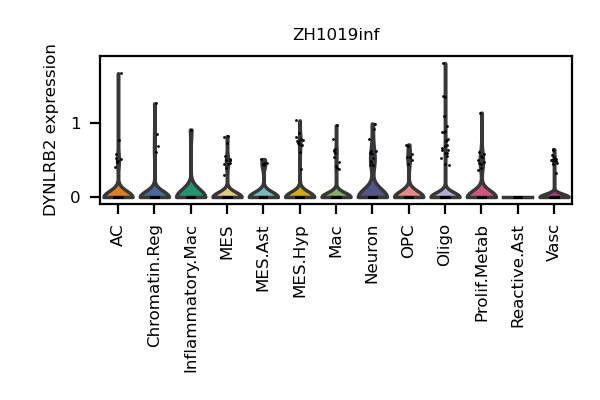 ZH1019inf
DYNLRB2 expression
1
0
AC
Chromatin.Reg
Inflammatory.Mac
MES
MES.Ast
MES.Hyp
Mac
Neuron
OPC
Oligo
Prolif.Metab
Reactive.Ast
Vasc